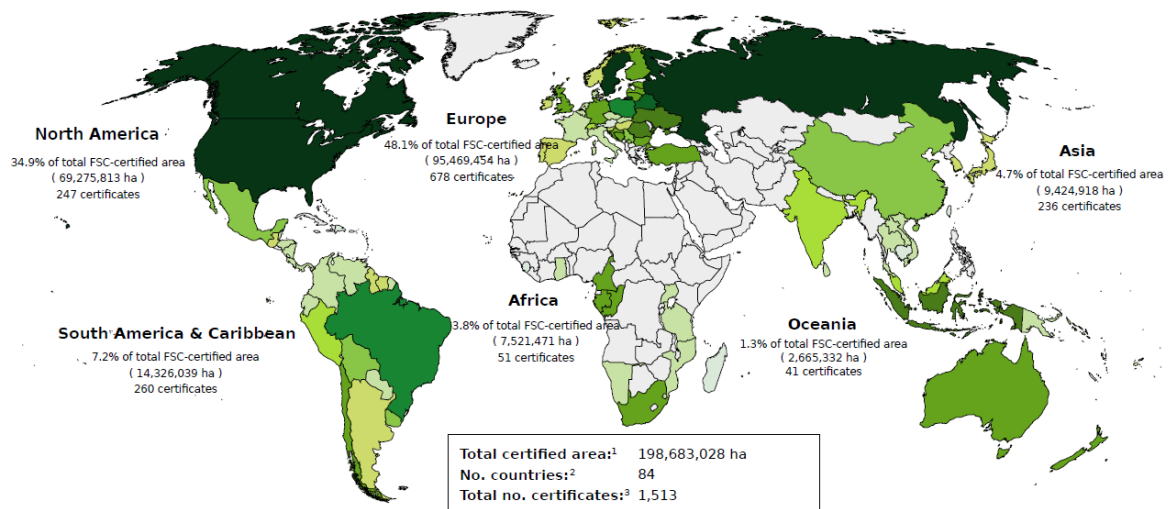 North America
34.9% of total FSC-certified area
( 69,275,813 ha )
247 certificates
Europe
48.1% of total FSC-certified area
( 95,469,454 ha )
678 certificates
Asia
4.7% of total FSC-certified area
( 9,424,918 ha )
236 certificates
South America & Caribbean
7.2% of total FSC-certified area
( 14,326,039 ha )
260 certificates
Africa
3.8% of total FSC-certified area
( 7,521,471 ha )
51 certificates
Oceania
1.3% of total FSC-certified area
( 2,665,332 ha )
41 certificates
Total certified area:¹ 198,683,028 ha
No. countries:² 84
Total no. certificates:³ 1,513